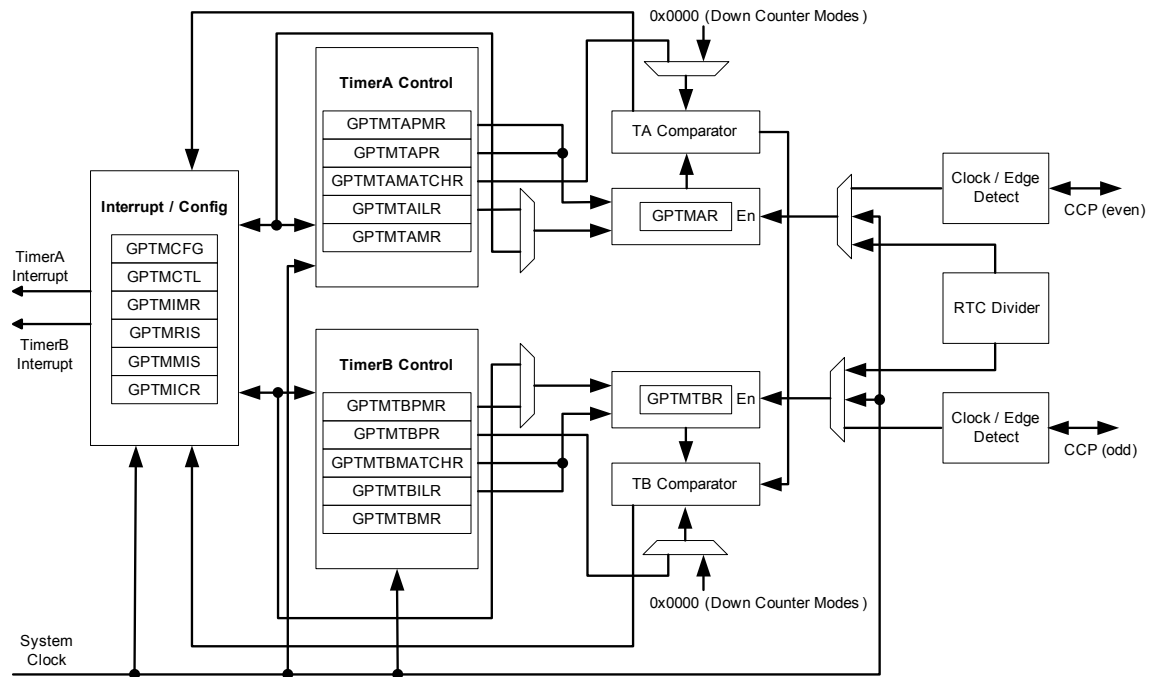 0x0000 (Down Counter Modes)
TimerA Control
GPTMTAPMR
GPTMTAPR
GPTMTAMATCHR
GPTMTAILR
GPTMTAMR
TA Comparator
GPTMAR
En
Clock / Edge
Detect
CCP (even)
Interrupt / Config
GPTMCFG
GPTMCTL
GPTMIMR
GPTMRIS
GPTMMIS
GPTMICR
TimerA
Interrupt
TimerB
Interrupt
RTC Divider
TimerB Control
GPTMTBPMR
GPTMTBPR
GPTMTBMATCHR
GPTMTBILR
GPTMTBMR
GPTMTBR
En
TB Comparator
Clock / Edge
Detect
CCP (odd)
0x0000 (Down Counter Modes)
System
Clock